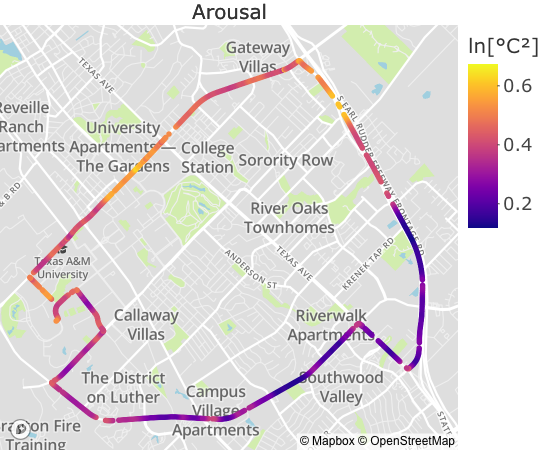 Arousal
ln[°C²]
0.6
0.4
0.2
Gateway
Villas
TEXAS AVE
Reveille
Ranch
University
Apartments—
The Gardens
College
Station
Sorority Row
S EARL RUDDER FREEWAY FRONTAGE RD
River Oaks
Townhomes
Texas A&M
University
ANDERSON ST
TEXAS AVE
KRENEK TAP RD
Callaway
Villas
Riverwalk
Apartments
The District
on Luther
Campus
Village
Apartments
Southwood
Valley
Fire
Training
STATE
© Mapbox © OpenStreetMap